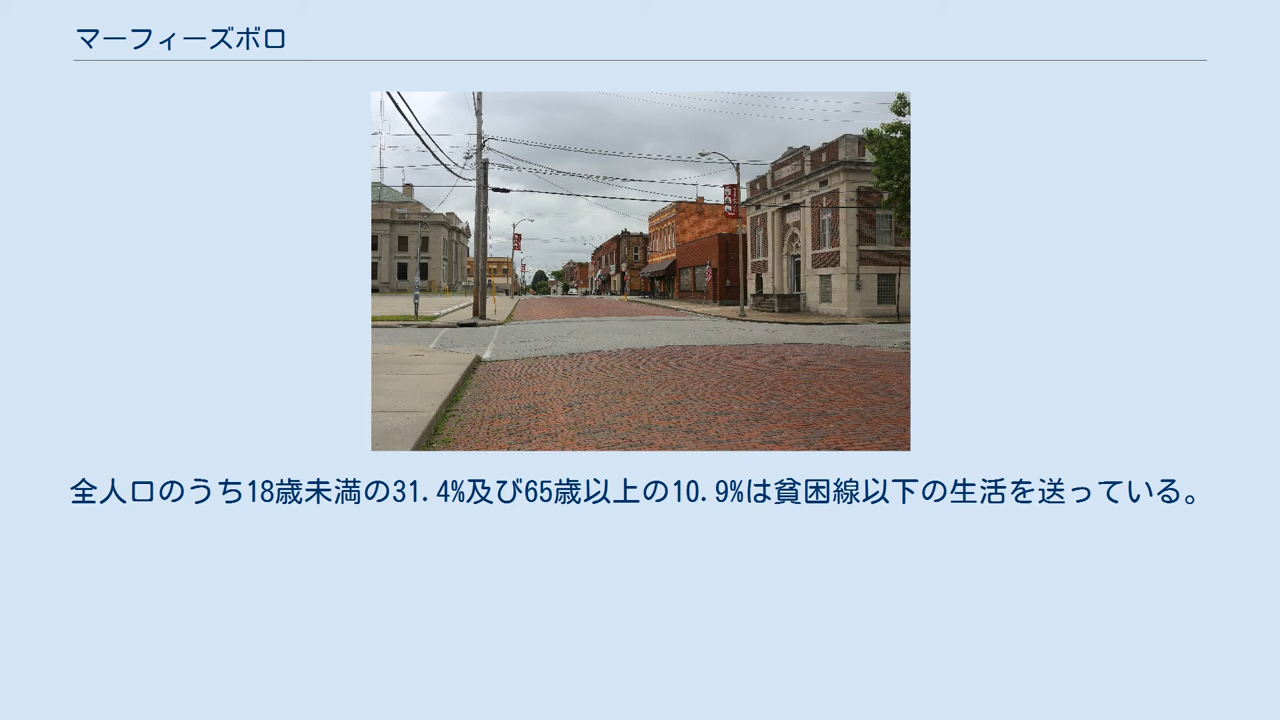 マーフィーズボロ
全人口のうち18歳未満の31.4%及び65歳以上の10.9%は貧困線以下の生活を送っている。